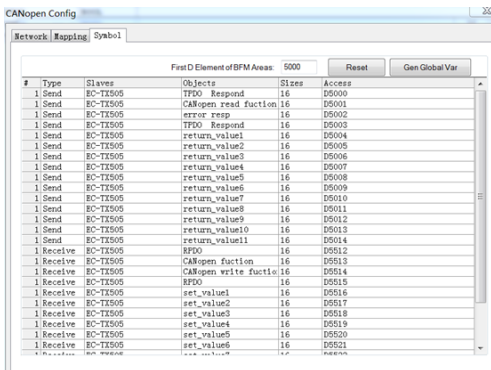 CANopen Config
Network Mapping Symbol
First D Element of BFM Areas: 5000 Reset Gen Global Var
# Type Slaves Objects Sizes Access
1 Send EC-TX505 TPDO Respond 16 D5000
1 Send EC-TX505 CANopen read fuction 16 D5001
1 Send EC-TX505 error resp 16 D5002
1 Send EC-TX505 TPDO Respond 16 D5003
1 Send EC-TX505 return_value1 16 D5004
1 Send EC-TX505 return_value2 16 D5005
1 Send EC-TX505 return_value3 16 D5006
1 Send EC-TX505 return_value4 16 D5007
1 Send EC-TX505 return_value5 16 D5008
1 Send EC-TX505 return_value6 16 D5009
1 Send EC-TX505 return_value7 16 D5010
1 Send EC-TX505 return_value8 16 D5011
1 Send EC-TX505 return_value9 16 D5012
1 Send EC-TX505 return_value10 16 D5013
1 Send EC-TX505 return_value11 16 D5014
1 Receive EC-TX505 RPDO 16 D5512
1 Receive EC-TX505 CANopen fuction 16 D5513
1 Receive EC-TX505 CANopen write fuctio 16 D5514
1 Receive EC-TX505 RPDO 16 D5515
1 Receive EC-TX505 set_value1 16 D5516
1 Receive EC-TX505 set_value2 16 D5517
1 Receive EC-TX505 set_value3 16 D5518
1 Receive EC-TX505 set_value4 16 D5519
1 Receive EC-TX505 set_value5 16 D5520
1 Receive EC-TX505 set_value6 16 D5521